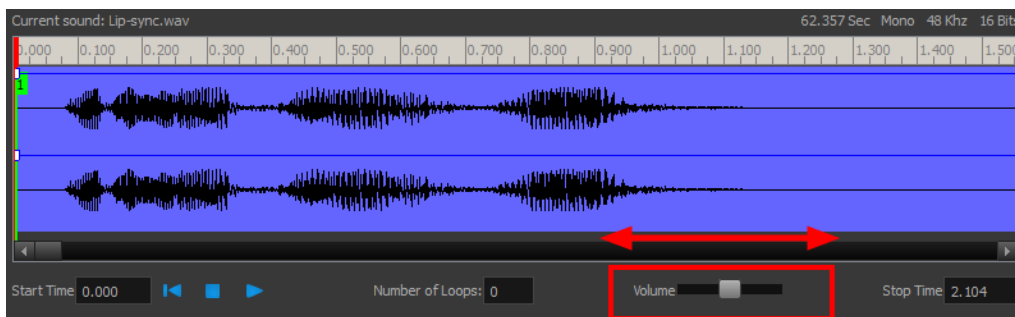 Current sound: Lip-sync.wav 62.357 Sec Mono 48 Khz 16 Bits
0.000 0.100 0.200 0.300 0.400 0.500 0.600 0.700 0.800 0.900 1.000 1.100 1.200 1.300 1.400 1.500
1
Start Time 0.000 Number of Loops: 0 Volume Stop Time 2.104